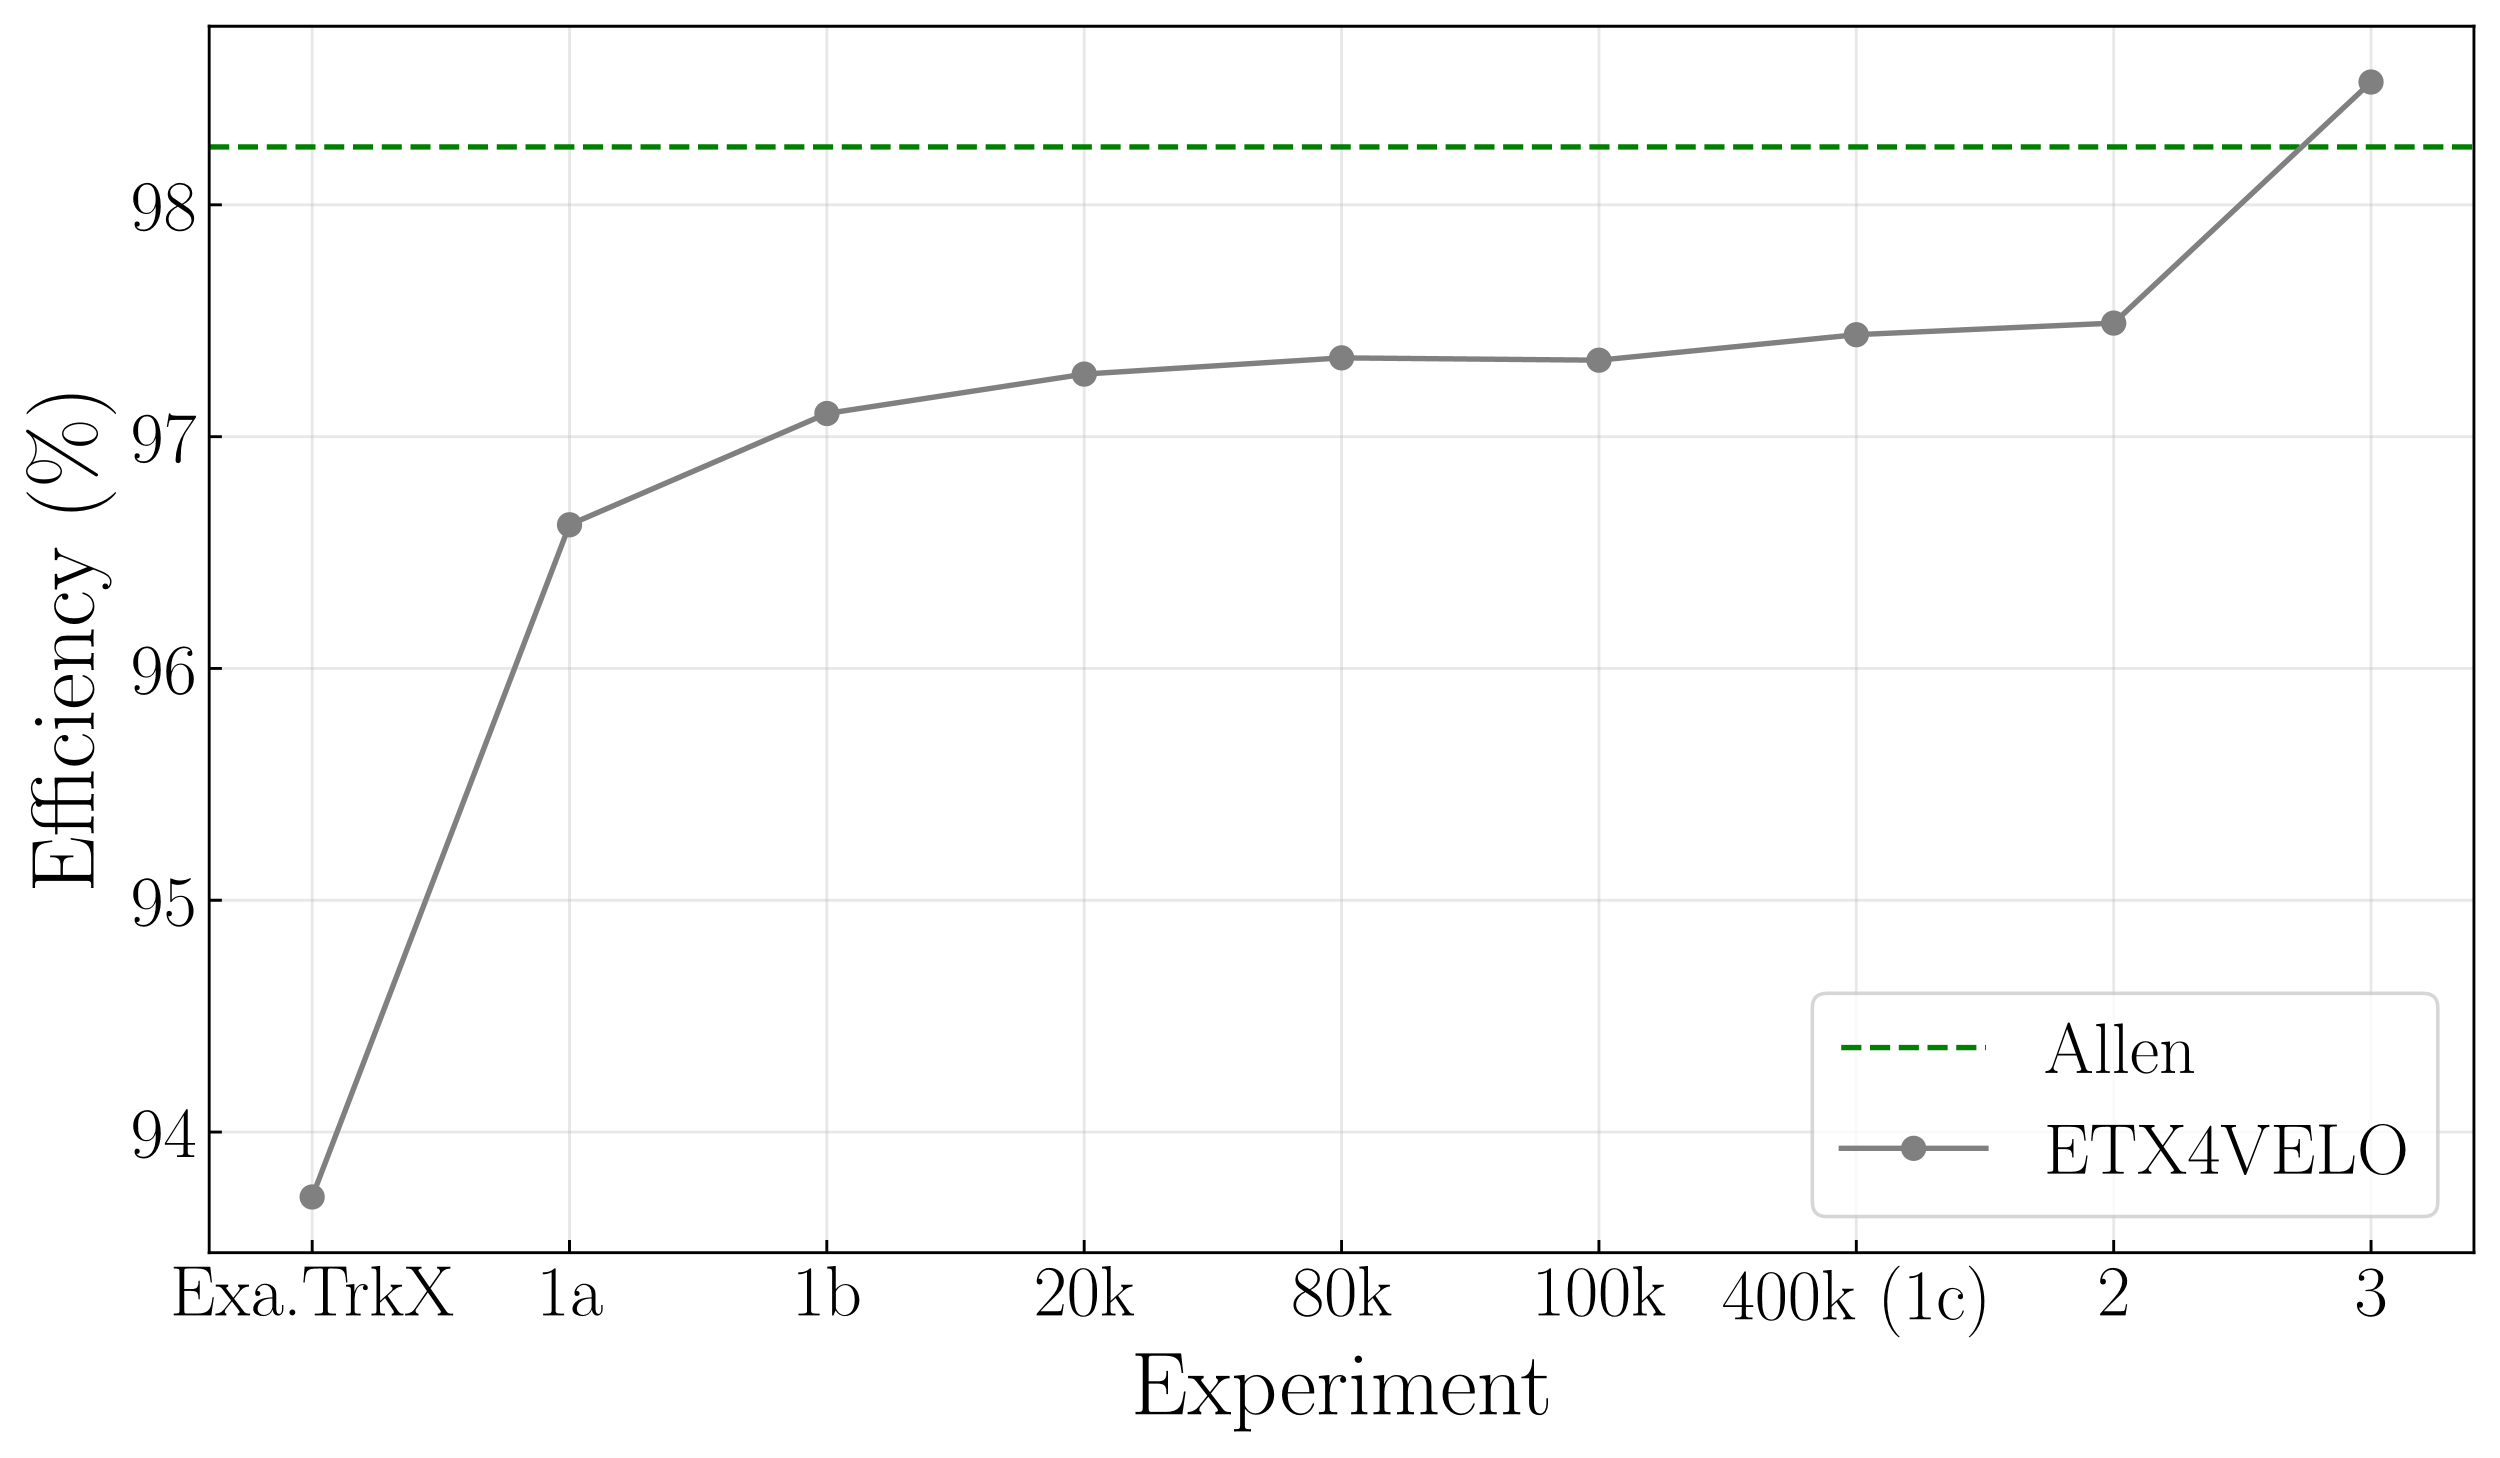 Efficiency (%)
98
97
96
95
94
Allen
ETX4VELO
Exa.TrkX 1a 1b 20k 80k 100k 400k (1c) 2 3
Experiment